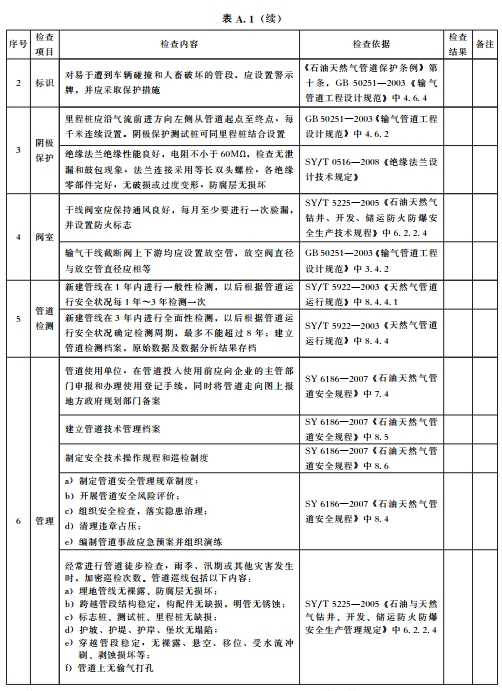 表 A.1（续）
序号 检查项目 检查内容 检查依据 检查结果 备注
2 标识
对易于遭到车辆碰撞和人畜破坏的管段，应设置警示
牌，并应采取保护措施
《石油天然气管道保护条例》第
十条，GB 50251—2003《输气
管道工程设计规范》中 4.6.4
3 阴极保护
里程桩应沿气流前进方向左侧从管道起点至终点，每
千米连续设置。阴极保护测试桩可同里程桩结合设置
GB 50251—2003《输气管道工程
设计规范》中 4.6.2
绝缘法兰绝缘性能良好，电阻不小于 60MΩ，检查无泄
漏和鼓包现象，法兰连接采用等长双头螺栓，各绝缘
零部件完好，无破损或过度变形，防腐层无损坏
SY/T 0516—2008《绝缘法兰设
计技术规定》
4 阀室
干线阀室应保持通风良好，每月至少要进行一次验漏，
并设置防火标志
SY/T 5225—2005《石油天然气
钻井、开发、储运防火防爆安
全生产技术规程》中 6.2.2.4
输气干线截断阀上下游均应设置放空管，放空阀直径
与放空管直径应相等
GB 50251—2003《输气管道工程
设计规范》中 3.4.2
5 管道检测
新建管线在 1 年内进行一般性检测，以后根据管道运
行安全状况每 1 年～3 年检测一次
SY/T 5922—2003《天然气管道
运行规范》中 8.4.4.1
新建管线在 3 年内进行全面性检测，以后根据管道运
行安全状况确定检测周期，最多不能超过 8 年；建立
管道检测档案，原始数据及数据分析结果存档
SY/T 5922—2003《天然气管道
运行规范》中 8.4.4
6 管理
管道使用单位，在管道投入使用前应向企业的主管部
门申报和办理使用登记手续，同时将管道走向图上报
地方政府规划部门备案
SY 6186—2007《石油天然气管
道安全规程》中 7.4
建立管道技术管理档案
SY 6186—2007《石油天然气管
道安全规程》中 8.5
制定安全技术操作规程和巡检制度
SY 6186—2007《石油天然气管
道安全规程》中 8.6
a）制定管道安全管理规章制度：
b）开展管道安全风险评价；
c）组织安全检查，落实隐患治理；
d）清理违章占压；
e）编制管道事故应急预案并组织演练
SY 6186—2007《石油天然气管
道安全规程》中 8.4
经常进行管道徒步检查，雨季、汛期或其他灾害发生
时，加密巡检次数。管道巡线包括以下内容：
a）埋地管线无裸露、防腐层无损坏；
b）跨越管段结构稳定，构配件无缺损，明管无锈蚀；
c）标志桩、测试桩、里程桩无缺损；
d）护坡、护堤、护岸、堡坎无塌陷；
e）穿越管段稳定，无裸露、悬空、移位、受水流冲
刷、剥蚀损坏等；
f）管道上无偷气打孔
SY/T 5225—2005《石油与天然
气钻井、开发、储运防火防爆
安全生产管理规定》中 6.2.2.4